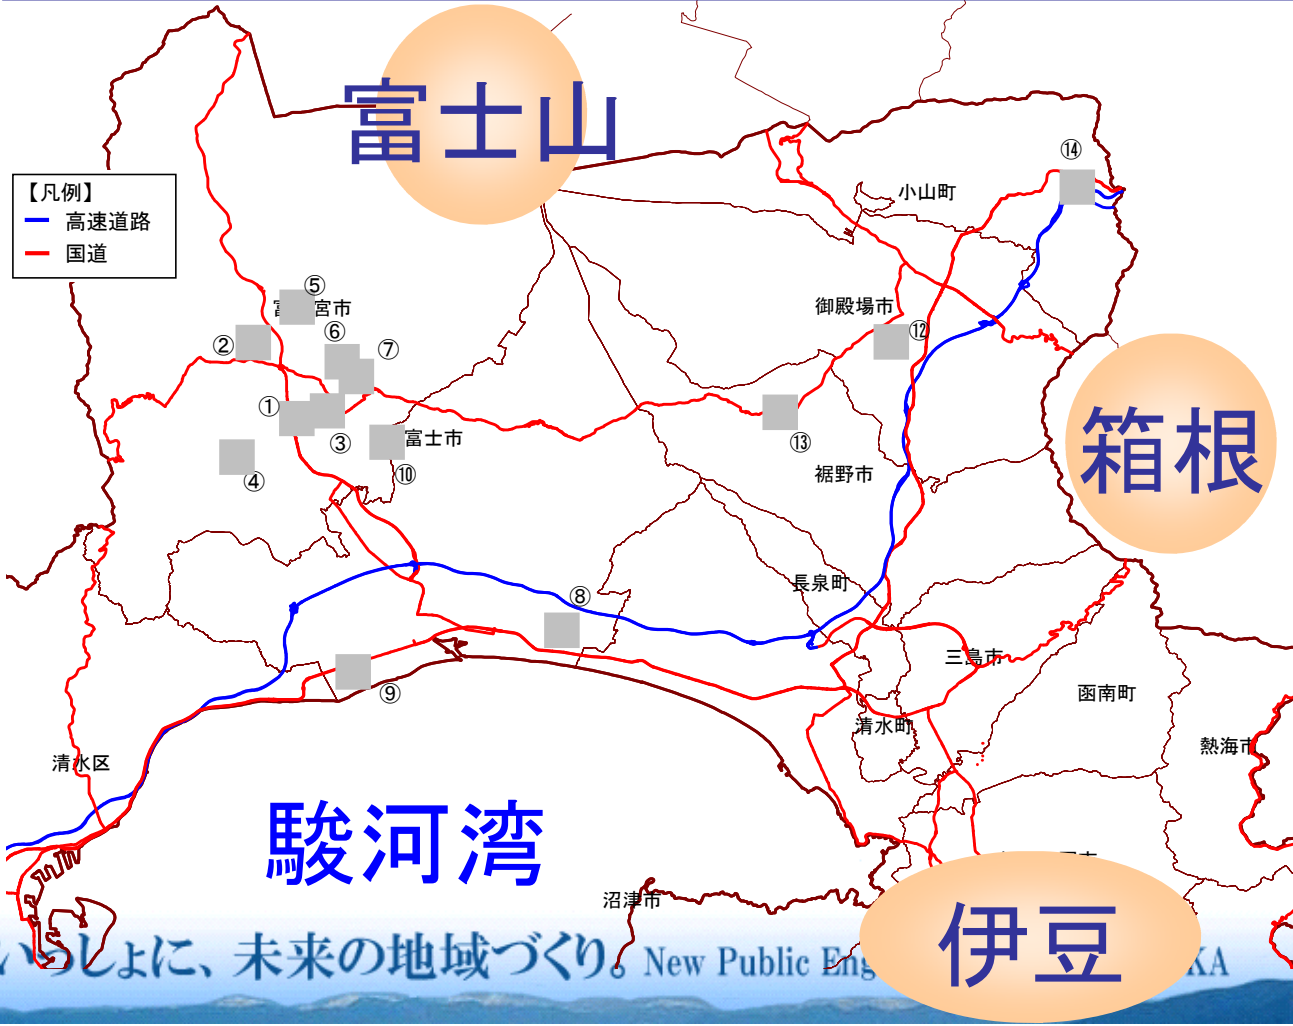 富士山
⑭
【凡例】
高速道路
国道
小山町
⑤
宮市
御殿場市
⑫
⑥
②
⑦
①
③
⑬
富士市
④
⑩
裾野市
箱根
長泉町
⑧
三島市
⑨
函南町
清水町
熱海市
清水区
駿河湾
沼津市
伊豆
いっしょに、未来の地域づくり。 New Public Eng
KA